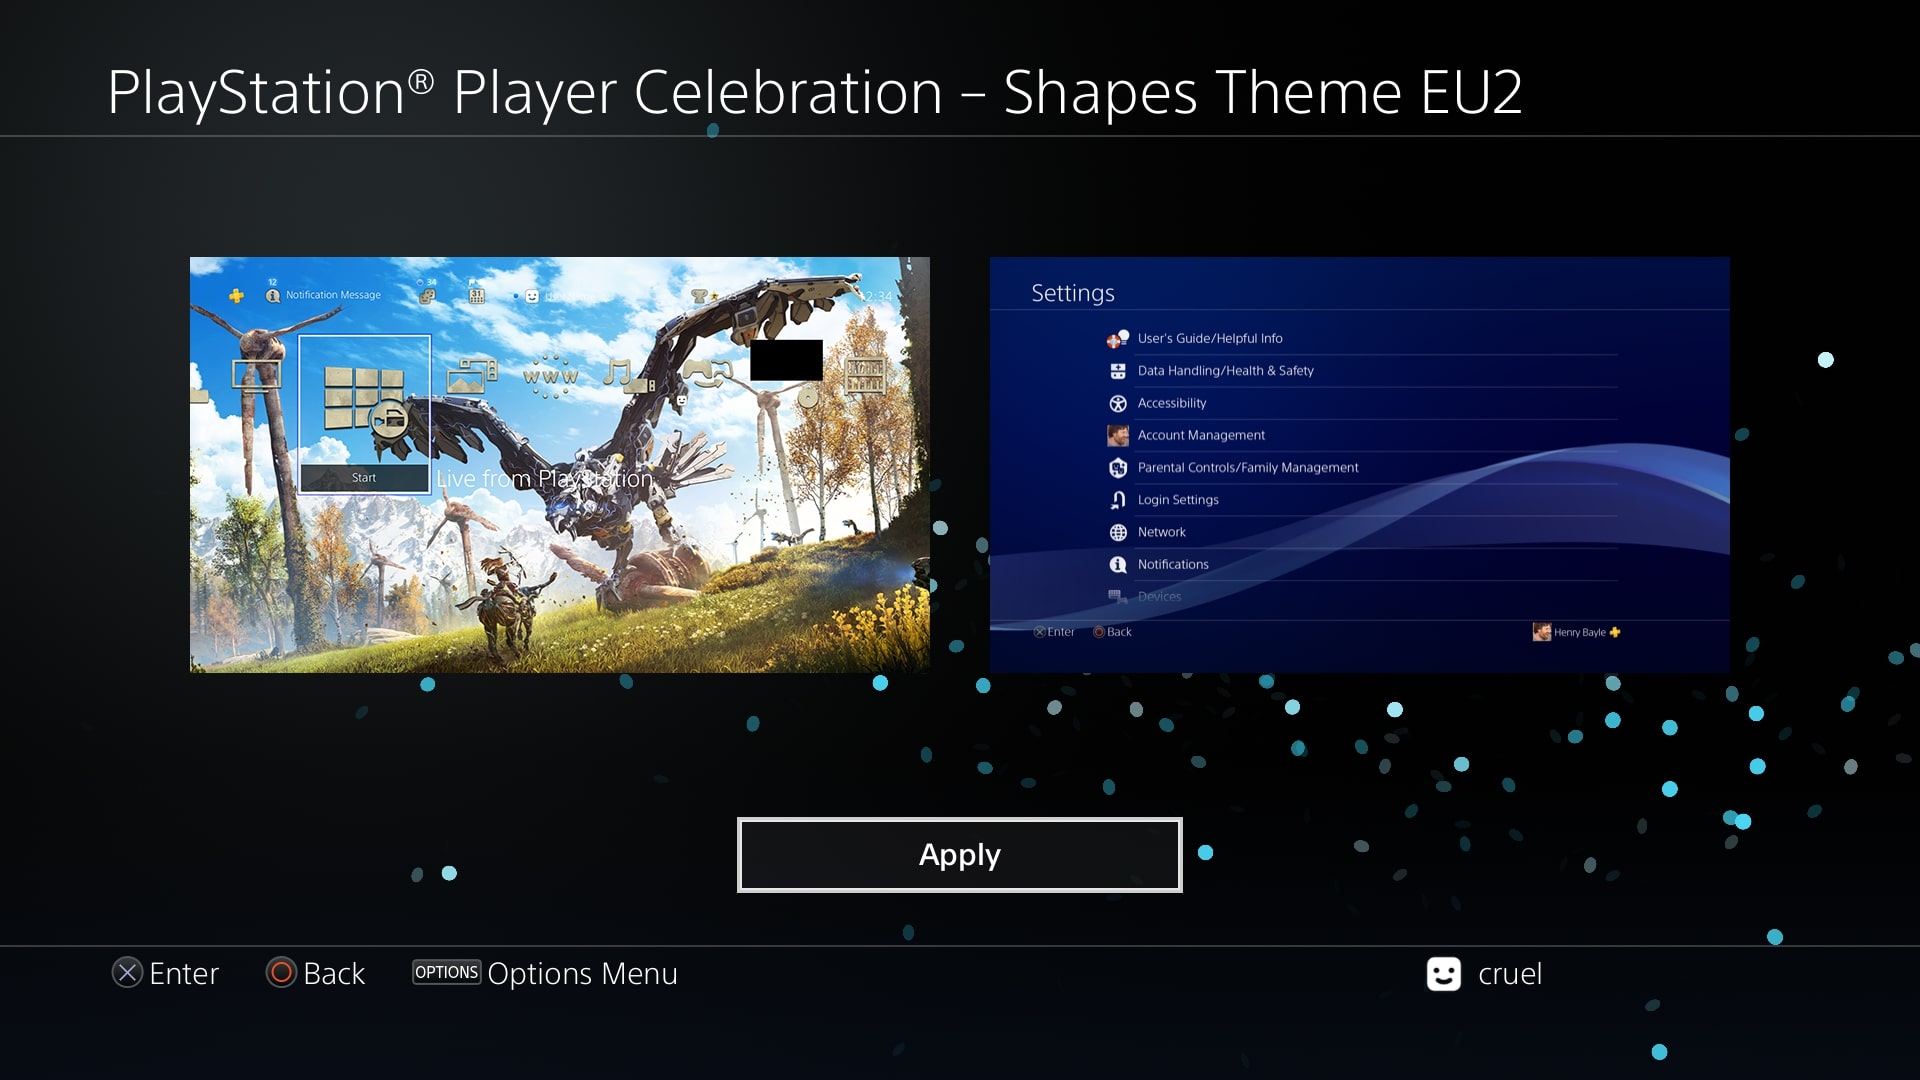 PlayStation® Player Celebration – Shapes Theme EU2
12
Notification Message
34
31
Start
Live from PlayStation
www
Settings
User's Guide/Helpful Info
Data Handling/Health & Safety
Accessibility
Account Management
Parental Controls/Family Management
Login Settings
Network
Notifications
Devices
Enter
Back
Henry Bayle
Apply
Enter
Back
OPTIONS Options Menu
cruel